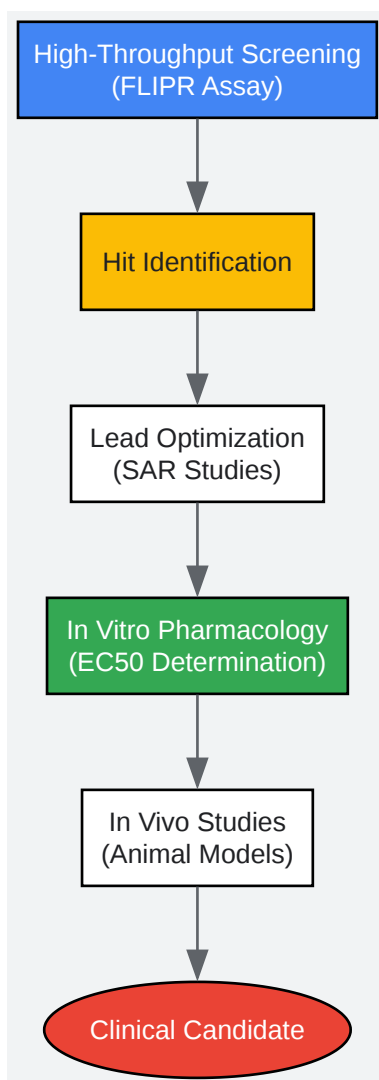 High-Throughput Screening
(FLIPR Assay)
Hit Identification
Lead Optimization
(SAR Studies)
In Vitro Pharmacology
(EC50 Determination)
In Vivo Studies
(Animal Models)
Clinical Candidate